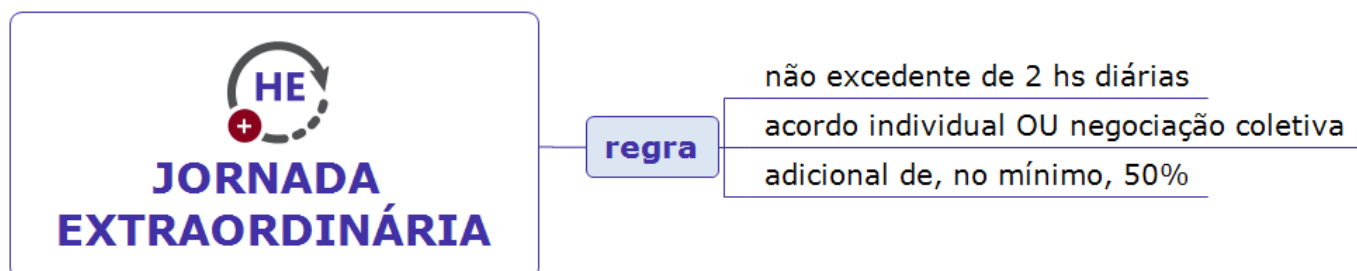 HE
+
JORNADA
EXTRAORDINÁRIA
regra
não excedente de 2 hs diárias
acordo individual OU negociação coletiva
adicional de, no mínimo, 50%